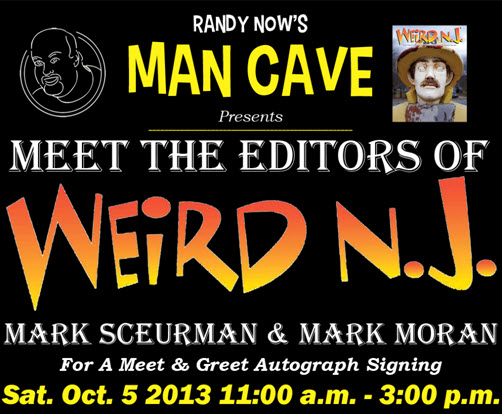 RANDY NOW'S
MAN CAVE
WEIRD N.J.
Presents
MEET THE EDITORS OF
WEiRD N.J.
MARK SCEURMAN & MARK MORAN
For A Meet & Greet Autograph Signing
Sat. Oct. 5 2013 11:00 a.m. - 3:00 p.m.